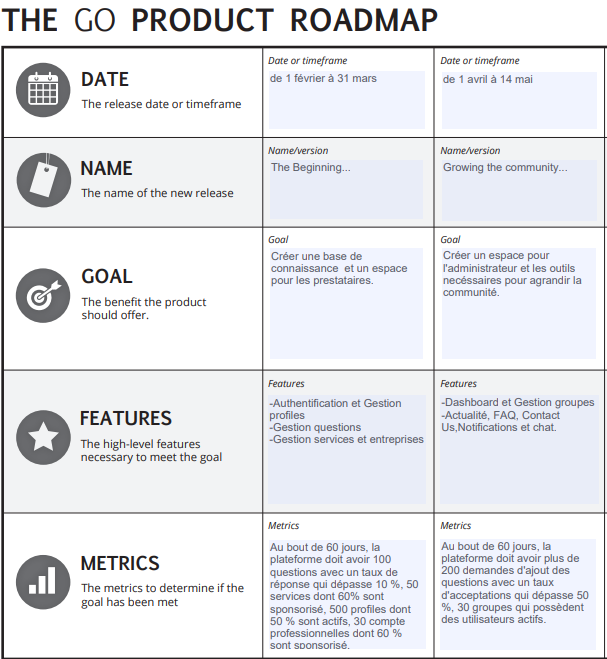 THE GO PRODUCT ROADMAP
DATE
The release date or timeframe
Date or timeframe
de 1 février à 31 mars
Date or timeframe
de 1 avril à 14 mai
NAME
The name of the new release
Name/version
The Beginning...
Name/version
Growing the community...
GOAL
The benefit the product
should offer.
Goal
Créer une base de
connaissance et un espace
pour les prestataires.
Goal
Créer un espace pour
l'administrateur et les outils
necéssaires pour agrandir la
communité.
FEATURES
The high-level features
necessary to meet the goal
Features
-Authentification et Gestion
profiles
-Gestion questions
-Gestion services et entreprises
Features
-Dashboard et Gestion groupes
-Actualité, FAQ, Contact
Us,Notifications et chat.
METRICS
The metrics to determine if the
goal has been met
Metrics
Au bout de 60 jours, la
plateforme doit avoir 100
questions avec un taux de
réponse qui dépasse 10 %, 50
services dont 60% sont
sponsorisé, 500 profiles dont
50 % sont actifs, 30 compte
professionnelles dont 60 %
sont sponsorisé.
Metrics
Au bout de 60 jours, la
plateforme doit avoir plus de
200 demandes d'ajout des
questions avec un taux
d'acceptations qui dépasse 50
%, 30 groupes qui possèdent
des utilisateurs actifs.